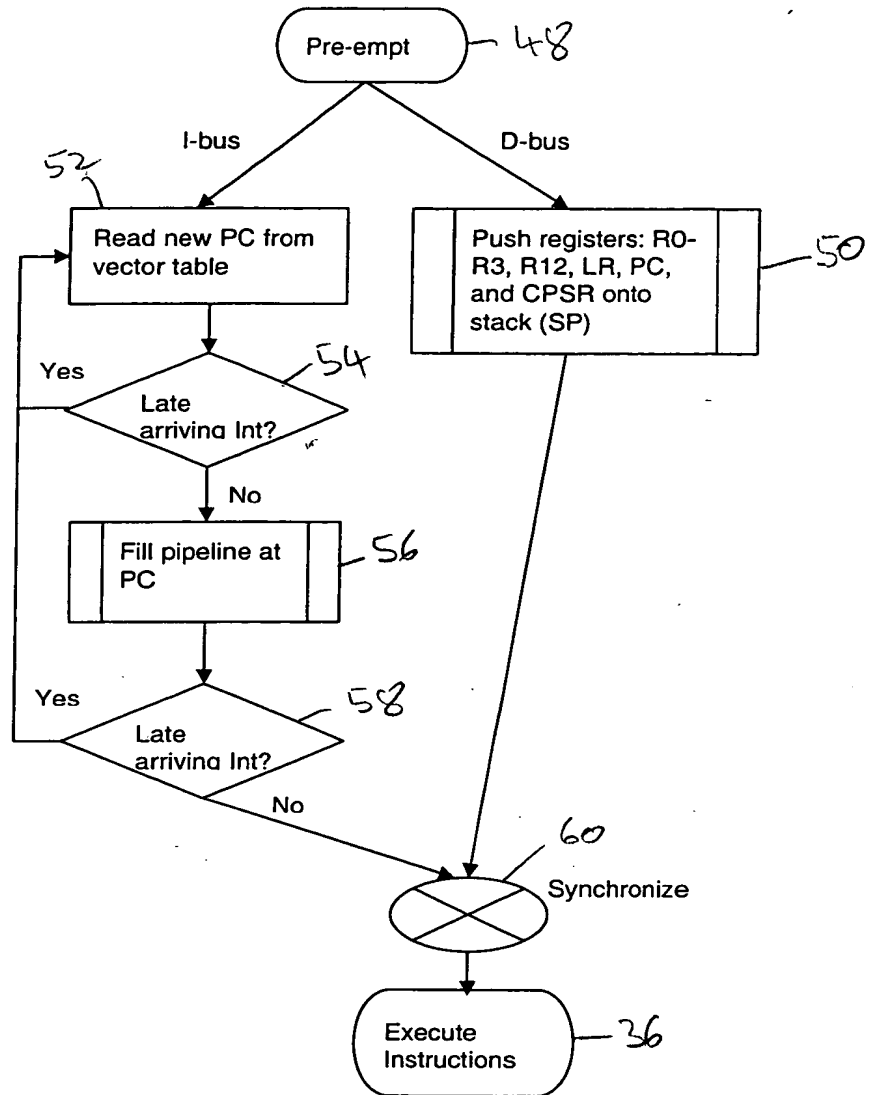 Pre-empt
48
I-bus
D-bus
52
Read new PC from
vector table
Push registers: R0-
R3, R12, LR, PC,
and CPSR onto
stack (SP)
50
Yes
54
Late
arriving Int?
No
Fill pipeline at
PC
56
Yes
58
Late
arriving Int?
No
60
Synchronize
Execute
Instructions
36